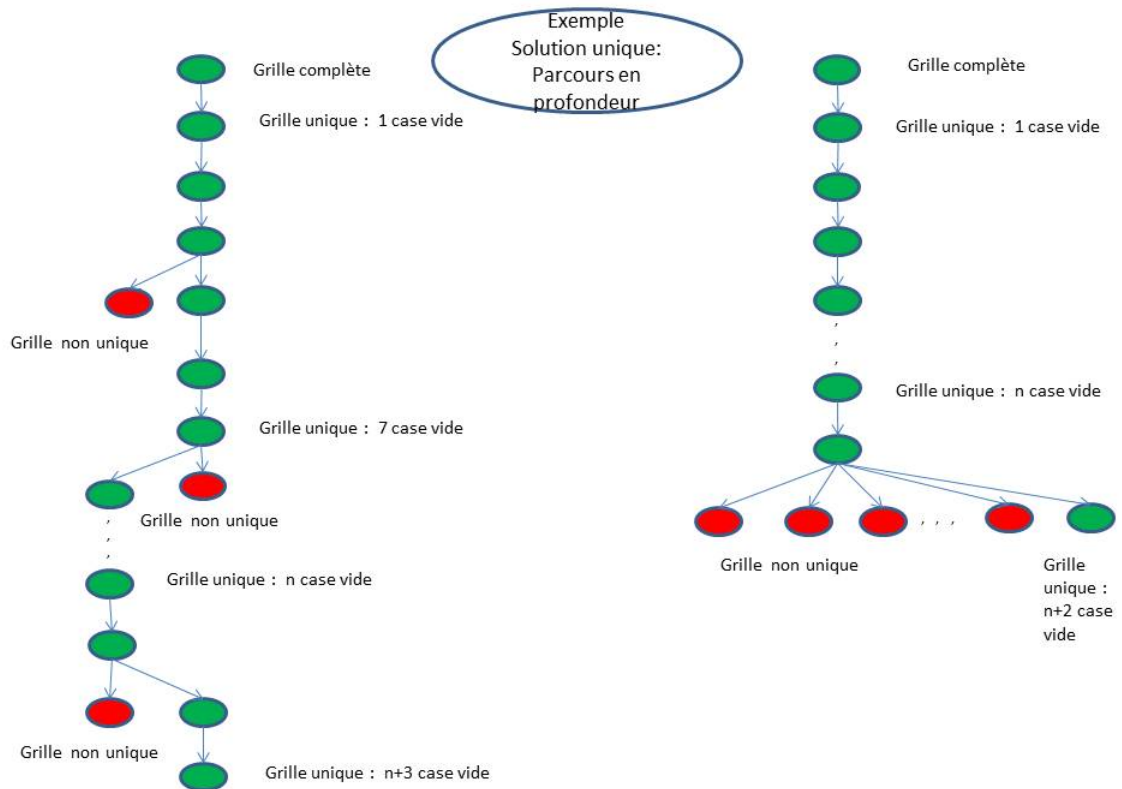 Exemple
Solution unique:
Parcours en
profondeur
Grille complète
Grille unique : 1 case vide
Grille non unique
Grille unique : 7 case vide
Grille non unique
Grille unique : n case vide
Grille non unique
Grille unique : n+3 case vide
Grille complète
Grille unique : 1 case vide
Grille unique : n case vide
, , ,
Grille non unique
Grille
unique :
n+2 case
vide